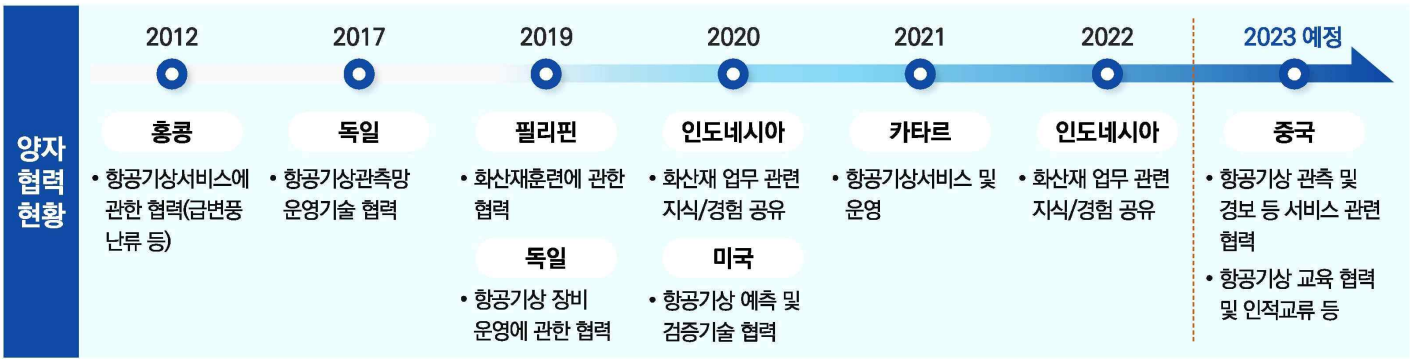 양자
협력
현황
2012
홍콩
• 항공기상서비스에
관한 협력(급변풍
난류 등)
2017
독일
• 항공기상관측망
운영기술 협력
2019
필리핀
• 화산재훈련에 관한
협력
독일
• 항공기상 장비
운영에 관한 협력
2020
인도네시아
• 화산재 업무 관련
지식/경험 공유
미국
• 항공기상 예측 및
검증기술 협력
2021
카타르
• 항공기상서비스 및
운영
2022
인도네시아
• 화산재 업무 관련
지식/경험 공유
2023 예정
중국
• 항공기상 관측 및
경보 등 서비스 관련
협력
• 항공기상 교육 협력
및 인적교류 등